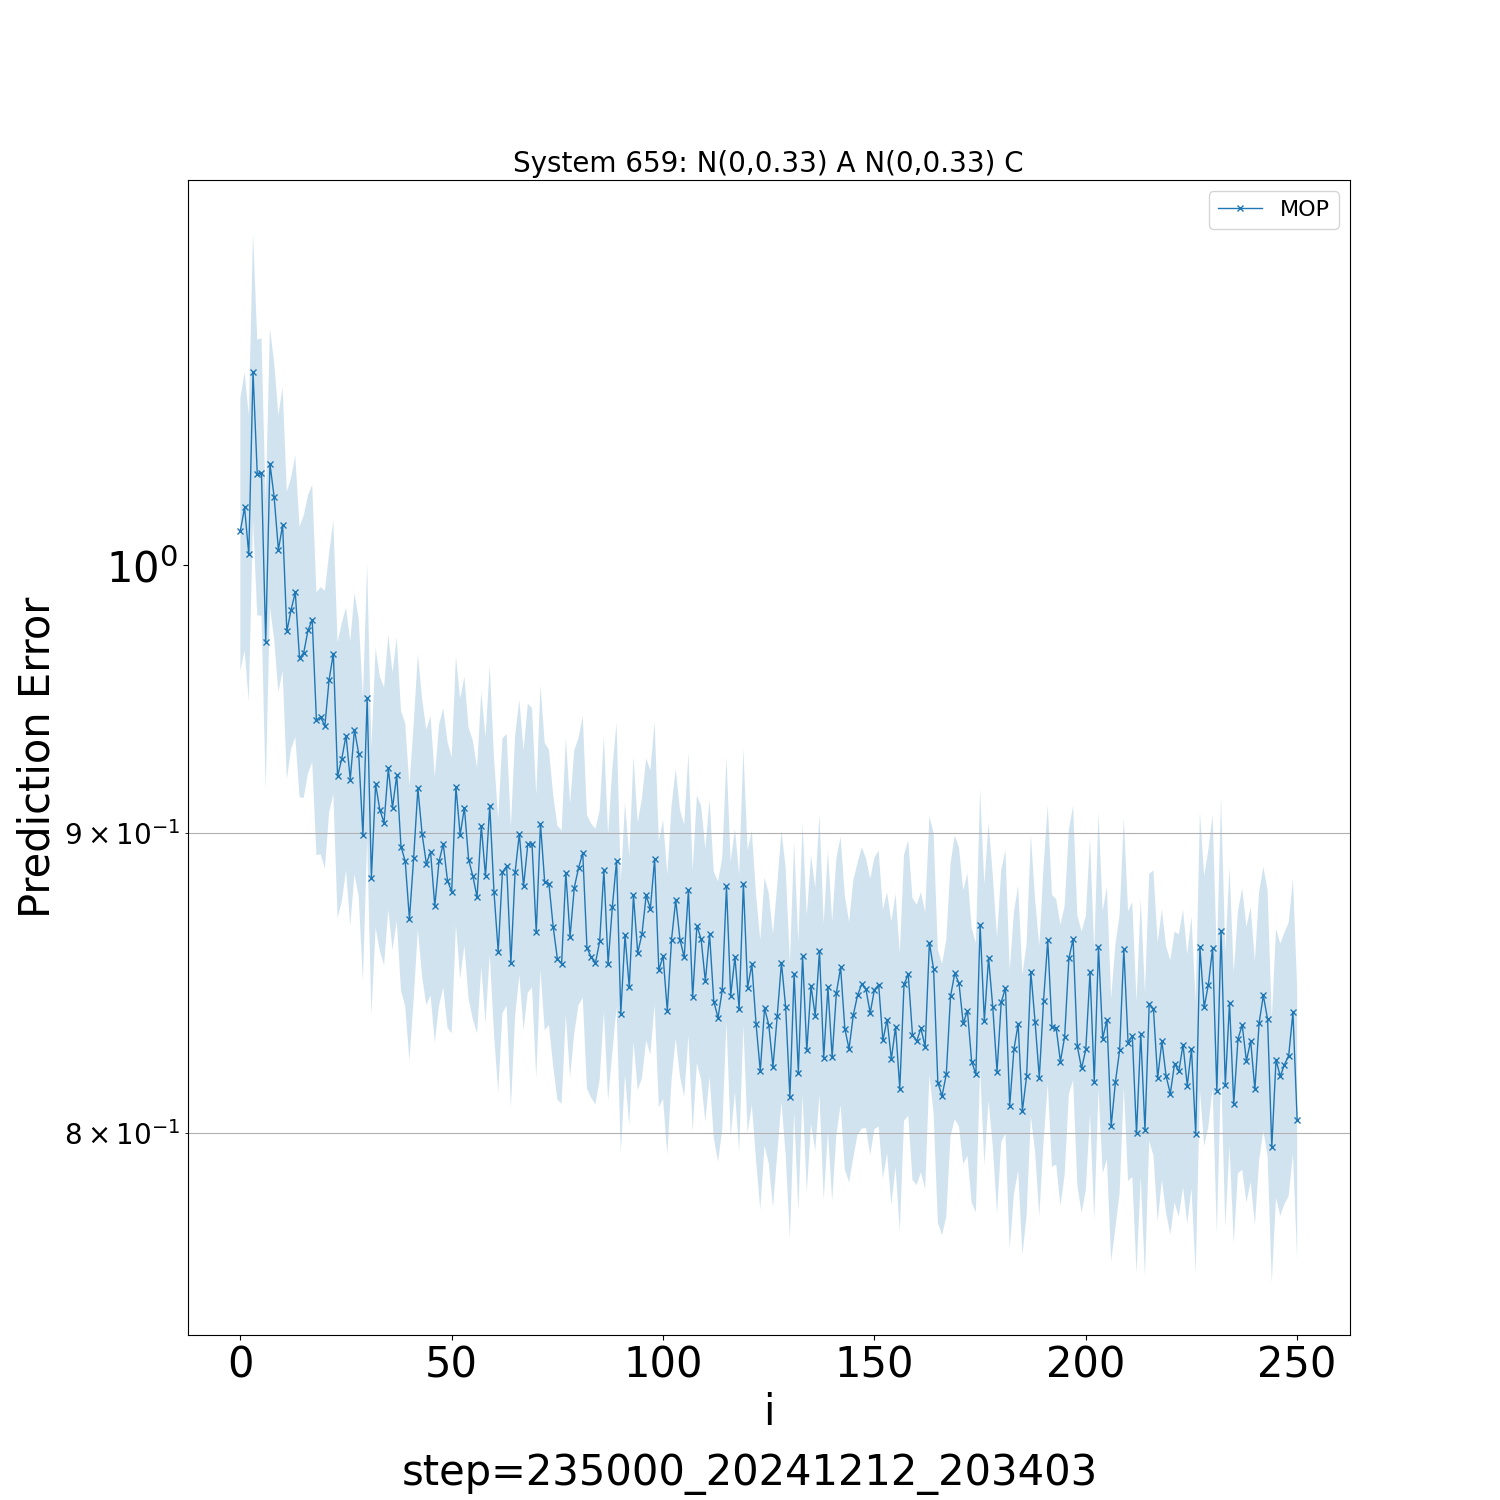 System 659: N(0,0.33) A N(0,0.33) C
MOP
Prediction Error
10⁰
9 × 10⁻¹
8 × 10⁻¹
0 50 100 150 200 250
i
step=235000_20241212_203403